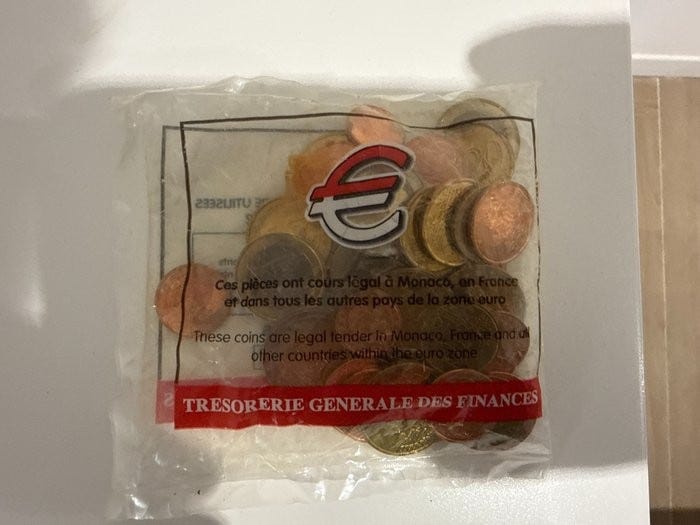 €
UTILISEES
Ces pièces ont cours légal à Monaco, en France
et dans tous les autres pays de la zone euro
These coins are legal tender in Monaco, France and all
other countries within the euro zone
TRESORERIE GENERALE DES FINANCES